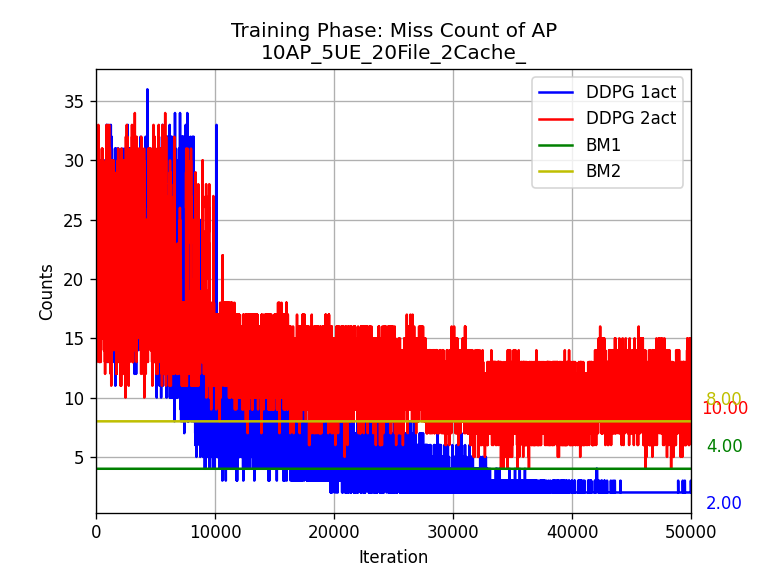 Training Phase: Miss Count of AP
10AP_5UE_20File_2Cache_
DDPG 1act
DDPG 2act
BM1
BM2
Counts
35
30
25
20
15
10
5
8.00
10.00
4.00
2.00
0
10000
20000
30000
40000
50000
Iteration